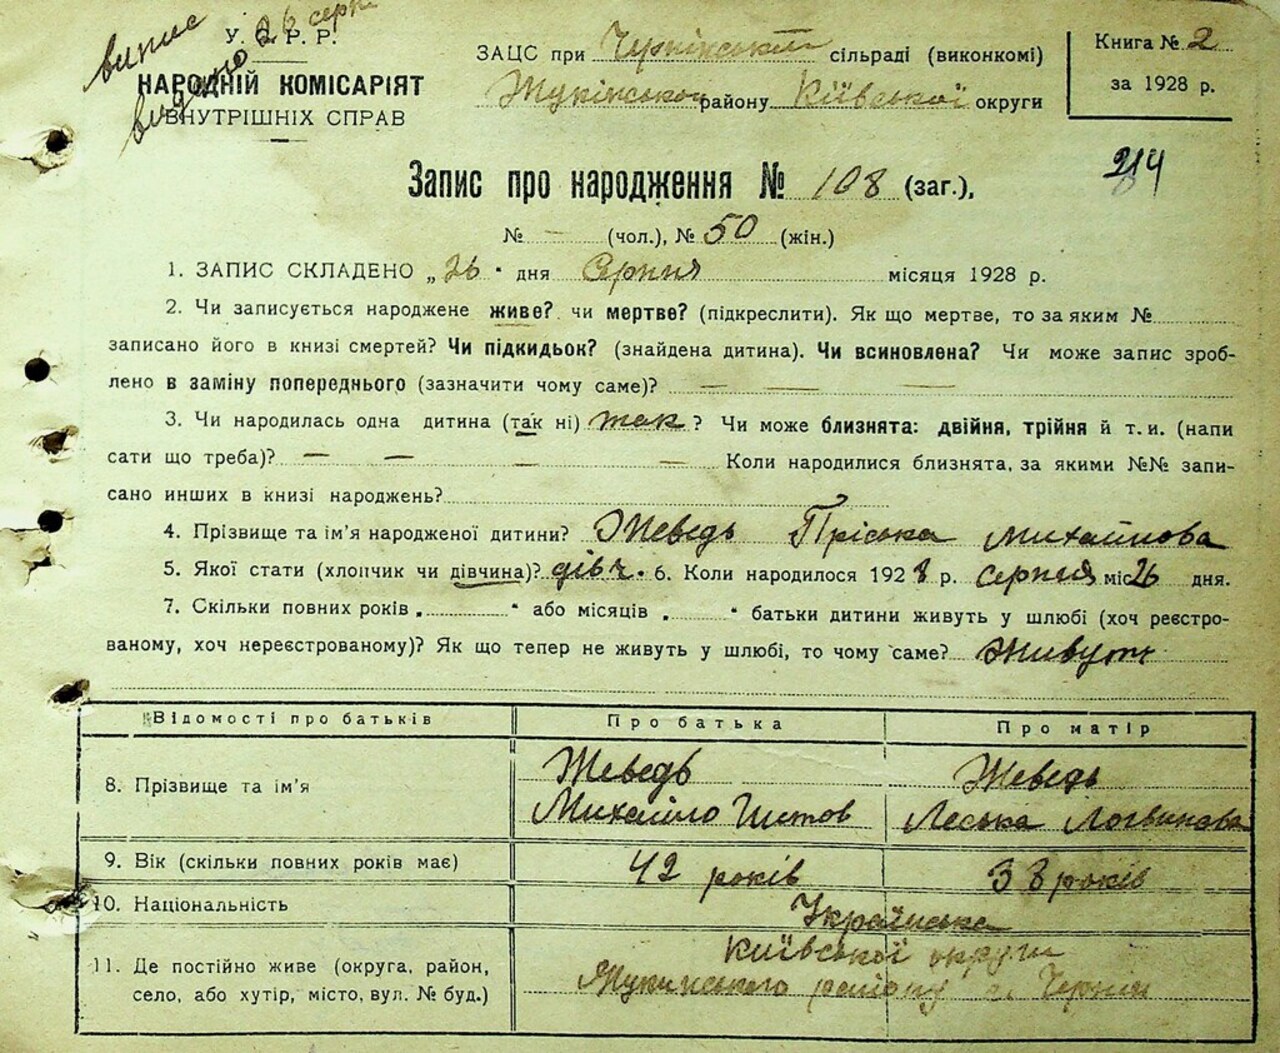 випис
видано 26 серп
У. С. Р. Р.
НАРОДНІЙ КОМІСАРІЯТ
ВНУТРІШНІХ СПРАВ
ЗАЦС при сільраді (виконкомі)
району Київської округи
Книга № 2
за 1928 р.
Запис про народження № 108 (заг.),
214
№ – (чол.), № 50 (жін.)
1. ЗАПИС СКЛАДЕНО „26" дня Серпня місяця 1928 р.
2. Чи записується народжене живе? чи мертве? (підкреслити). Як що мертве, то за яким №
записано його в книзі смертей? Чи підкидьок? (знайдена дитина). Чи всиновлена? Чи може запис зроб-
лено в заміну попереднього (зазначити чому саме)? — — —
3. Чи народилась одна дитина (так ні) так? Чи може близнята: двійня, трійня й т. и. (напи
сати що треба)? — — — — Коли народилися близнята, за якими №№ запи-
сано инших в книзі народжень?
4. Прізвище та ім'я народженої дитини? Жеведь Пріська Михайлова
5. Якої стати (хлопчик чи дівчина)? дівч. 6. Коли народилося 1928 р. серпня міс 26 дня.
7. Скільки повних років „ " або місяців „ " батьки дитини живуть у шлюбі (хоч реєстро-
ваному, хоч нереєстрованому)? Як що тепер не живуть у шлюбі, то чому саме? Живуть
Відомості про батьків Про батька Про матір
8. Прізвище та ім'я Жеведь Жеведь
Михайло Леська Логвинова
9. Вік (скільки повних років має) 42 років 38 років
10. Національність Українська
11. Де постійно живе (округа, район,
село, або хутір, місто, вул. № буд.)
Київської округи
району с.